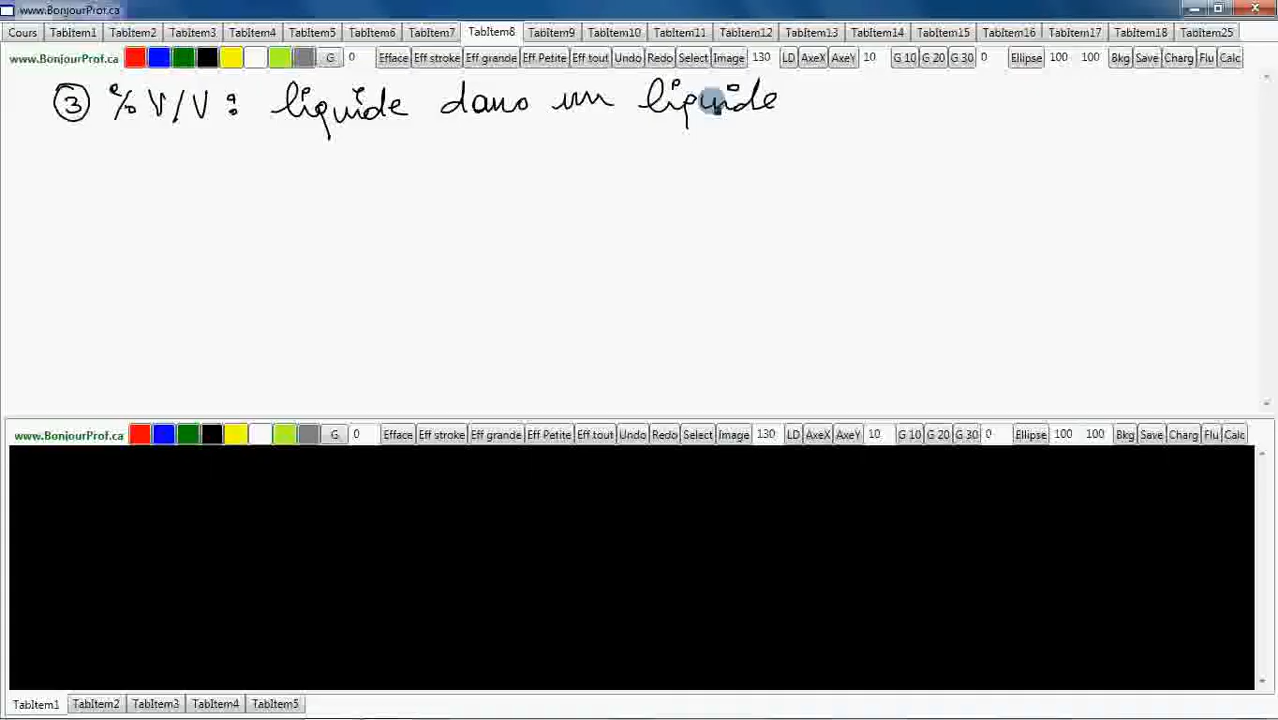 www.BonjourProf.ca
Cours TabItem1 TabItem2 TabItem3 TabItem4 TabItem5 TabItem6 TabItem7 TabItem8 TabItem9 TabItem10 TabItem11 TabItem12 TabItem13 TabItem14 TabItem15 TabItem16 TabItem17 TabItem18 TabItem25
www.BonjourProf.ca G 0 Efface Eff stroke Eff grande Eff Petite Eff tout Undo Redo Select Image 130 LD AxeX AxeY 10 G 10 G 20 G 30 0 Ellipse 100 100 Bkg Save Charg Flu Calc
③ % V/V : liquide dans un liquide
www.BonjourProf.ca G 0 Efface Eff stroke Eff grande Eff Petite Eff tout Undo Redo Select Image 130 LD AxeX AxeY 10 G 10 G 20 G 30 0 Ellipse 100 100 Bkg Save Charg Flu Calc
TabItem1 TabItem2 TabItem3 TabItem4 TabItem5